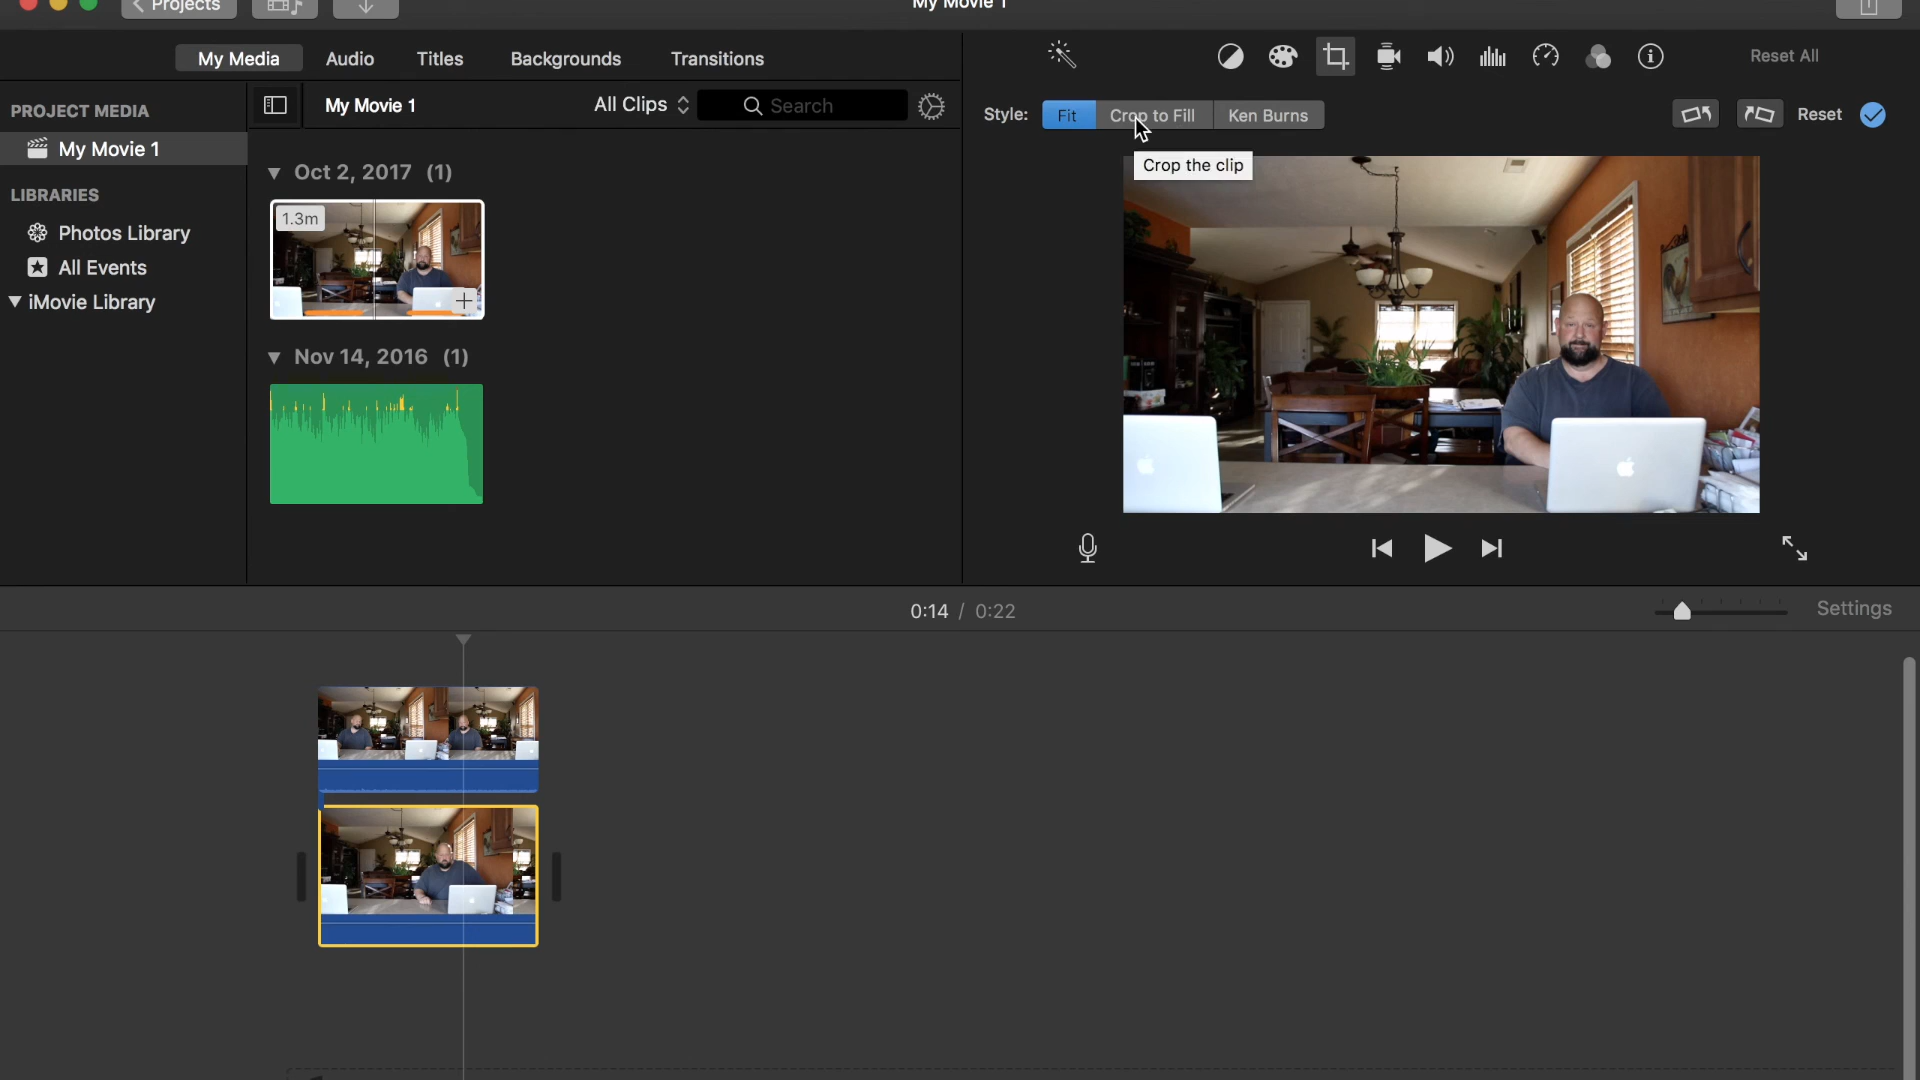 Projects
My Movie 1
My Media Audio Titles Backgrounds Transitions
Reset All
PROJECT MEDIA
My Movie 1
LIBRARIES
Photos Library
All Events
iMovie Library
My Movie 1 All Clips Search
Oct 2, 2017 (1)
1.3m
Nov 14, 2016 (1)
Style: Fit Crop to Fill Ken Burns Reset
Crop the clip
0:14 / 0:22
Settings